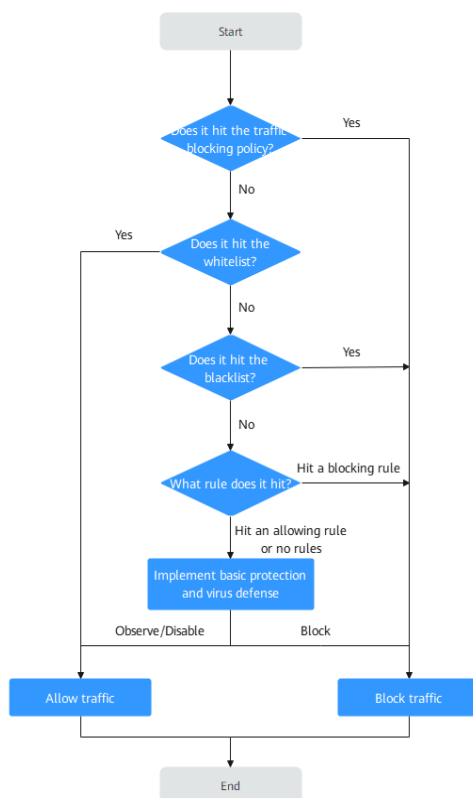 Start
Does it hit the traffic
blocking policy?
Yes
No
Yes
Does it hit the
whitelist?
No
Does it hit the
blacklist?
Yes
No
What rule does it hit?
Hit a blocking rule
Hit an allowing rule
or no rules
Implement basic protection
and virus defense
Observe/Disable
Block
Allow traffic
Block traffic
End